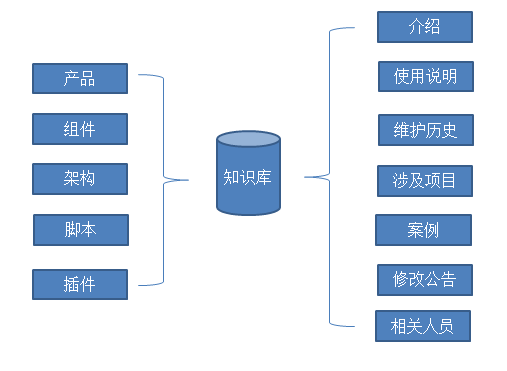 产品
组件
架构
脚本
插件
知识库
介绍
使用说明
维护历史
涉及项目
案例
修改公告
相关人员